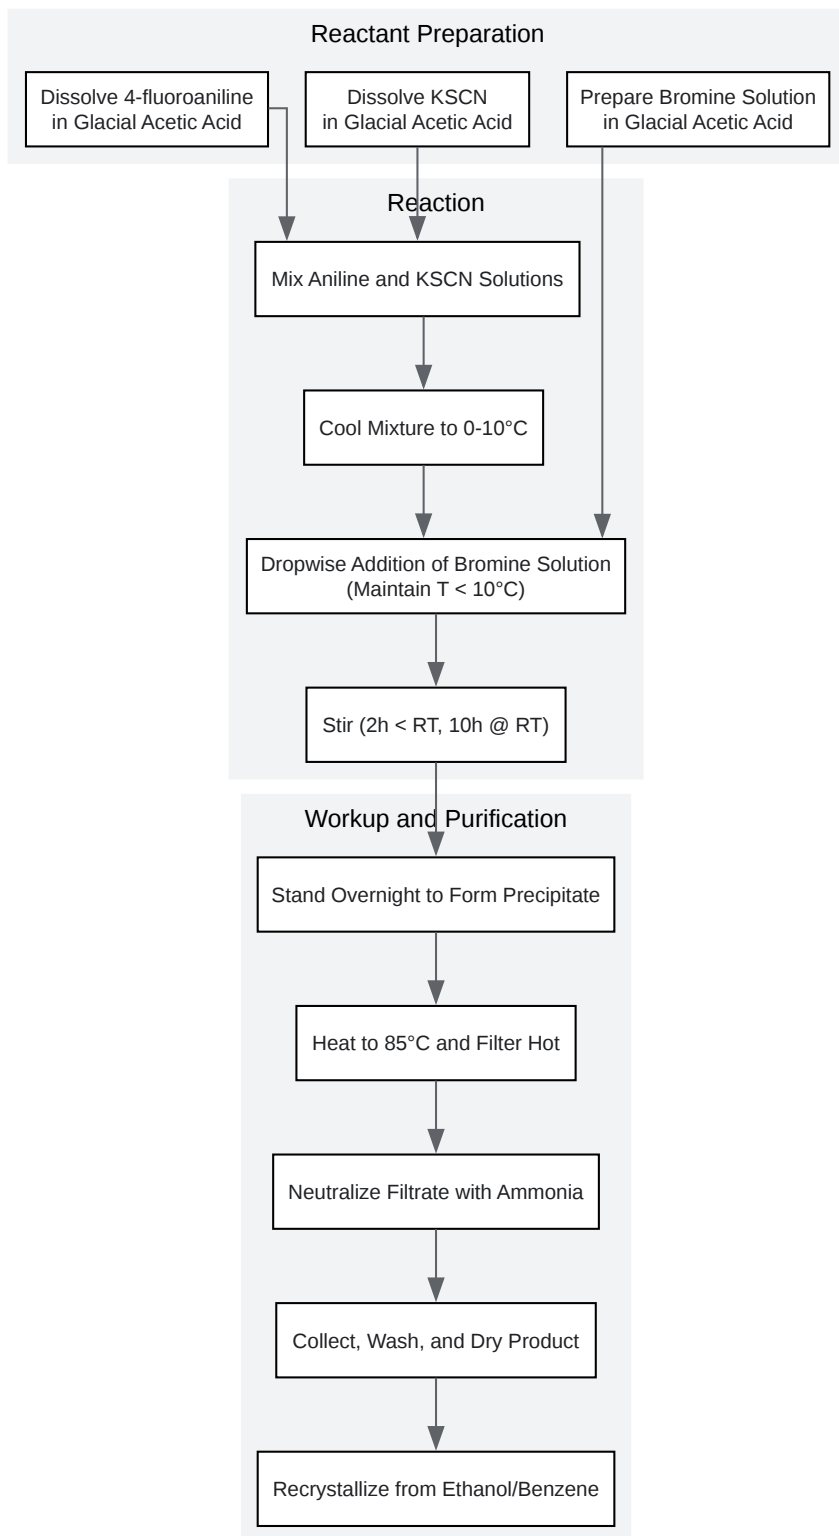 Reactant Preparation
Dissolve 4-fluoroaniline
in Glacial Acetic Acid
Dissolve KSCN
in Glacial Acetic Acid
Prepare Bromine Solution
in Glacial Acetic Acid
Reaction
Mix Aniline and KSCN Solutions
Cool Mixture to 0-10°C
Dropwise Addition of Bromine Solution
(Maintain T < 10°C)
Stir (2h < RT, 10h @ RT)
Workup and Purification
Stand Overnight to Form Precipitate
Heat to 85°C and Filter Hot
Neutralize Filtrate with Ammonia
Collect, Wash, and Dry Product
Recrystallize from Ethanol/Benzene